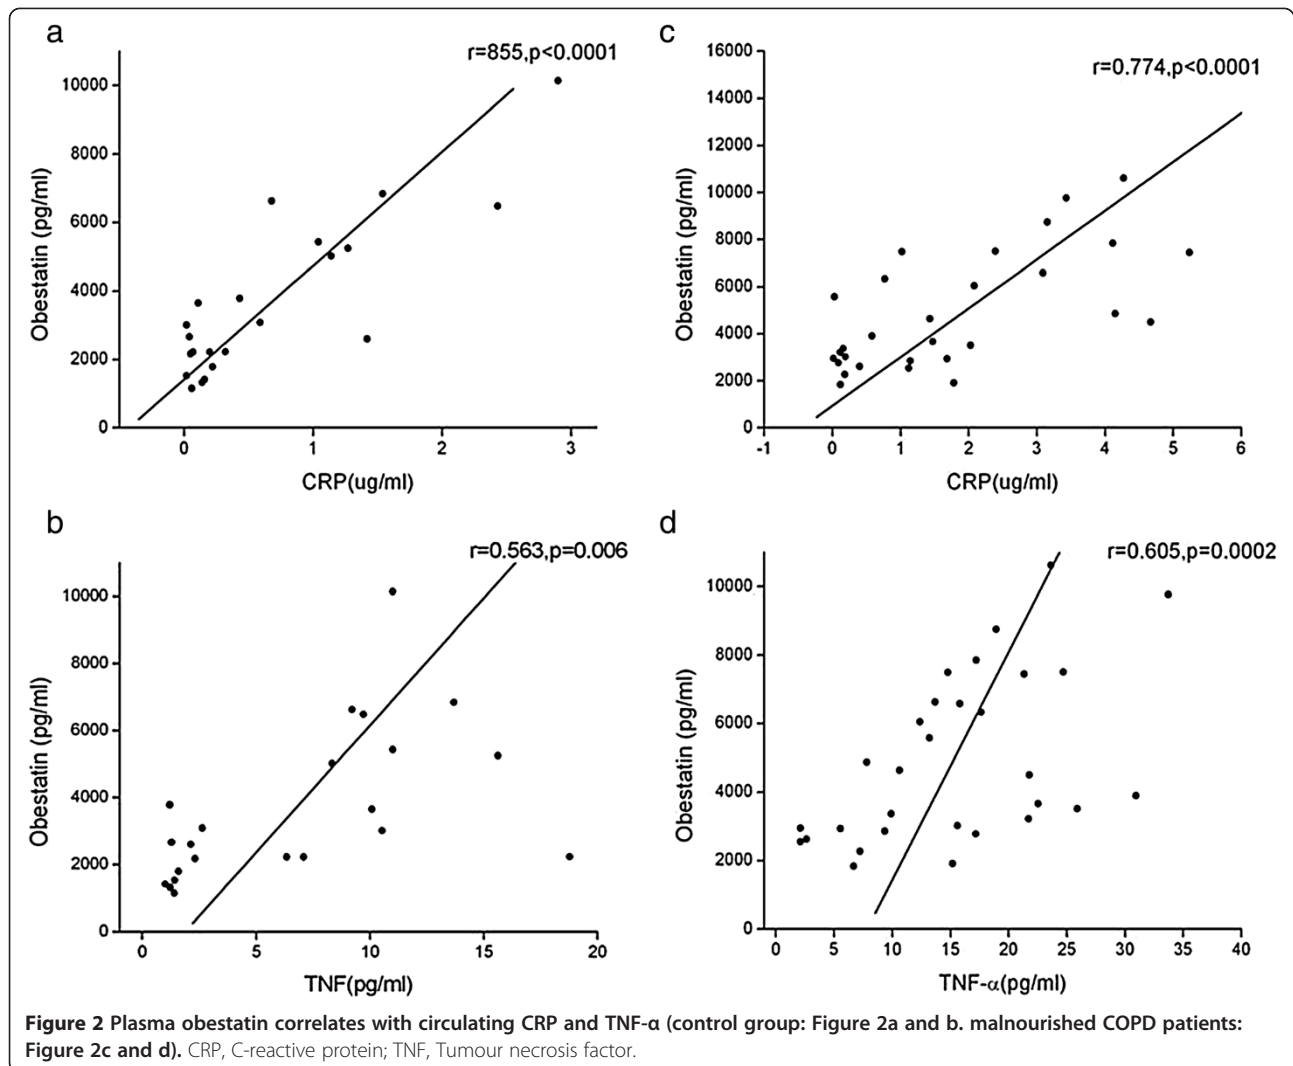 a
r=855,p<0.0001
10000
8000
6000
4000
2000
0
Obestatin (pg/ml)
0 1 2 3
CRP(ug/ml)
c
r=0.774,p<0.0001
16000
14000
12000
10000
8000
6000
4000
2000
0
Obestatin (pg/ml)
-1 0 1 2 3 4 5 6
CRP(ug/ml)
b
r=0.563,p=0.006
10000
8000
6000
4000
2000
0
Obestatin (pg/ml)
0 5 10 15 20
TNF(pg/ml)
d
r=0.605,p=0.0002
10000
8000
6000
4000
2000
0
Obestatin (pg/ml)
0 5 10 15 20 25 30 35 40
TNF-α(pg/ml)
Figure 2 Plasma obestatin correlates with circulating CRP and TNF-α (control group: Figure 2a and b. malnourished COPD patients:
Figure 2c and d). CRP, C-reactive protein; TNF, Tumour necrosis factor.